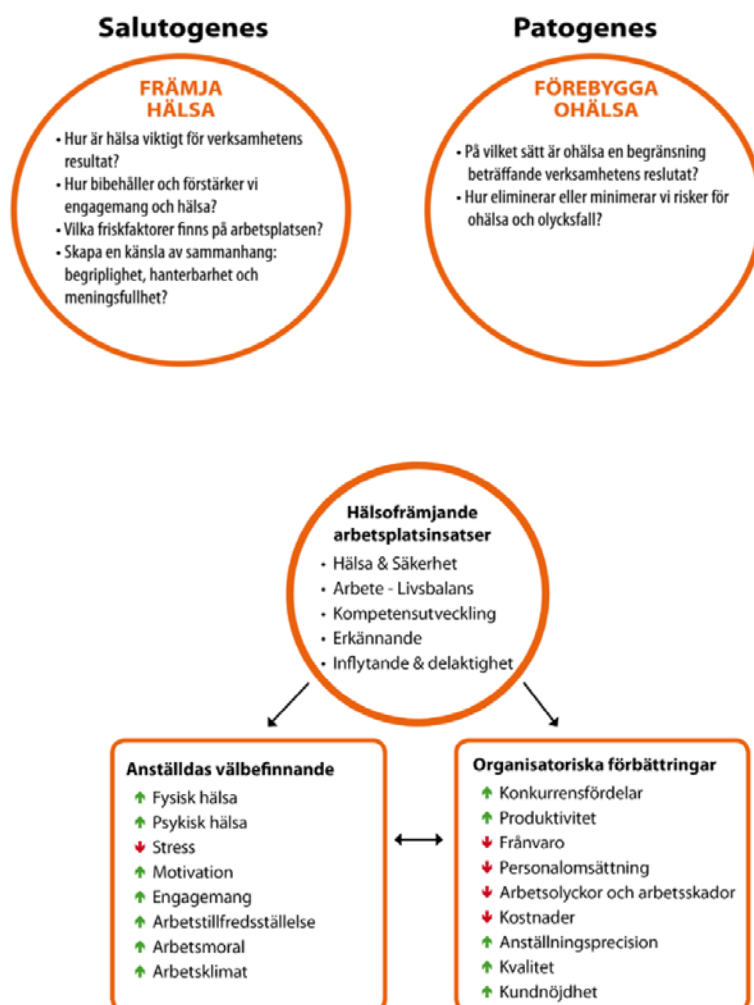 Salutogenes
FRÄMJA
HÄLSA
• Hur är hälsa viktigt för verksamhetens
resultat?
• Hur bibehåller och förstärker vi
engagemang och hälsa?
• Vilka friskfaktorer finns på arbetsplatsen?
• Skapa en känsla av sammanhang:
begriplighet, hanterbarhet och
meningsfullhet?
Patogenes
FÖREBYGGA
OHÄLSA
• På vilket sätt är ohälsa en begränsning
beträffande verksamhetens reslutat?
• Hur eliminerar eller minimerar vi risker för
ohälsa och olycksfall?
Hälsofrämjande
arbetsplatsinsatser
• Hälsa & Säkerhet
• Arbete - Livsbalans
• Kompetensutveckling
• Erkännande
• Inflytande & delaktighet
Anställdas välbefinnande
Fysisk hälsa
Psykisk hälsa
Stress
Motivation
Engagemang
Arbetstillfredsställelse
Arbetsmoral
Arbetsklimat
Organisatoriska förbättringar
Konkurrensfördelar
Produktivitet
Frånvaro
Personalomsättning
Arbetsolyckor och arbetsskador
Kostnader
Anställningsprecision
Kvalitet
Kundnöjdhet